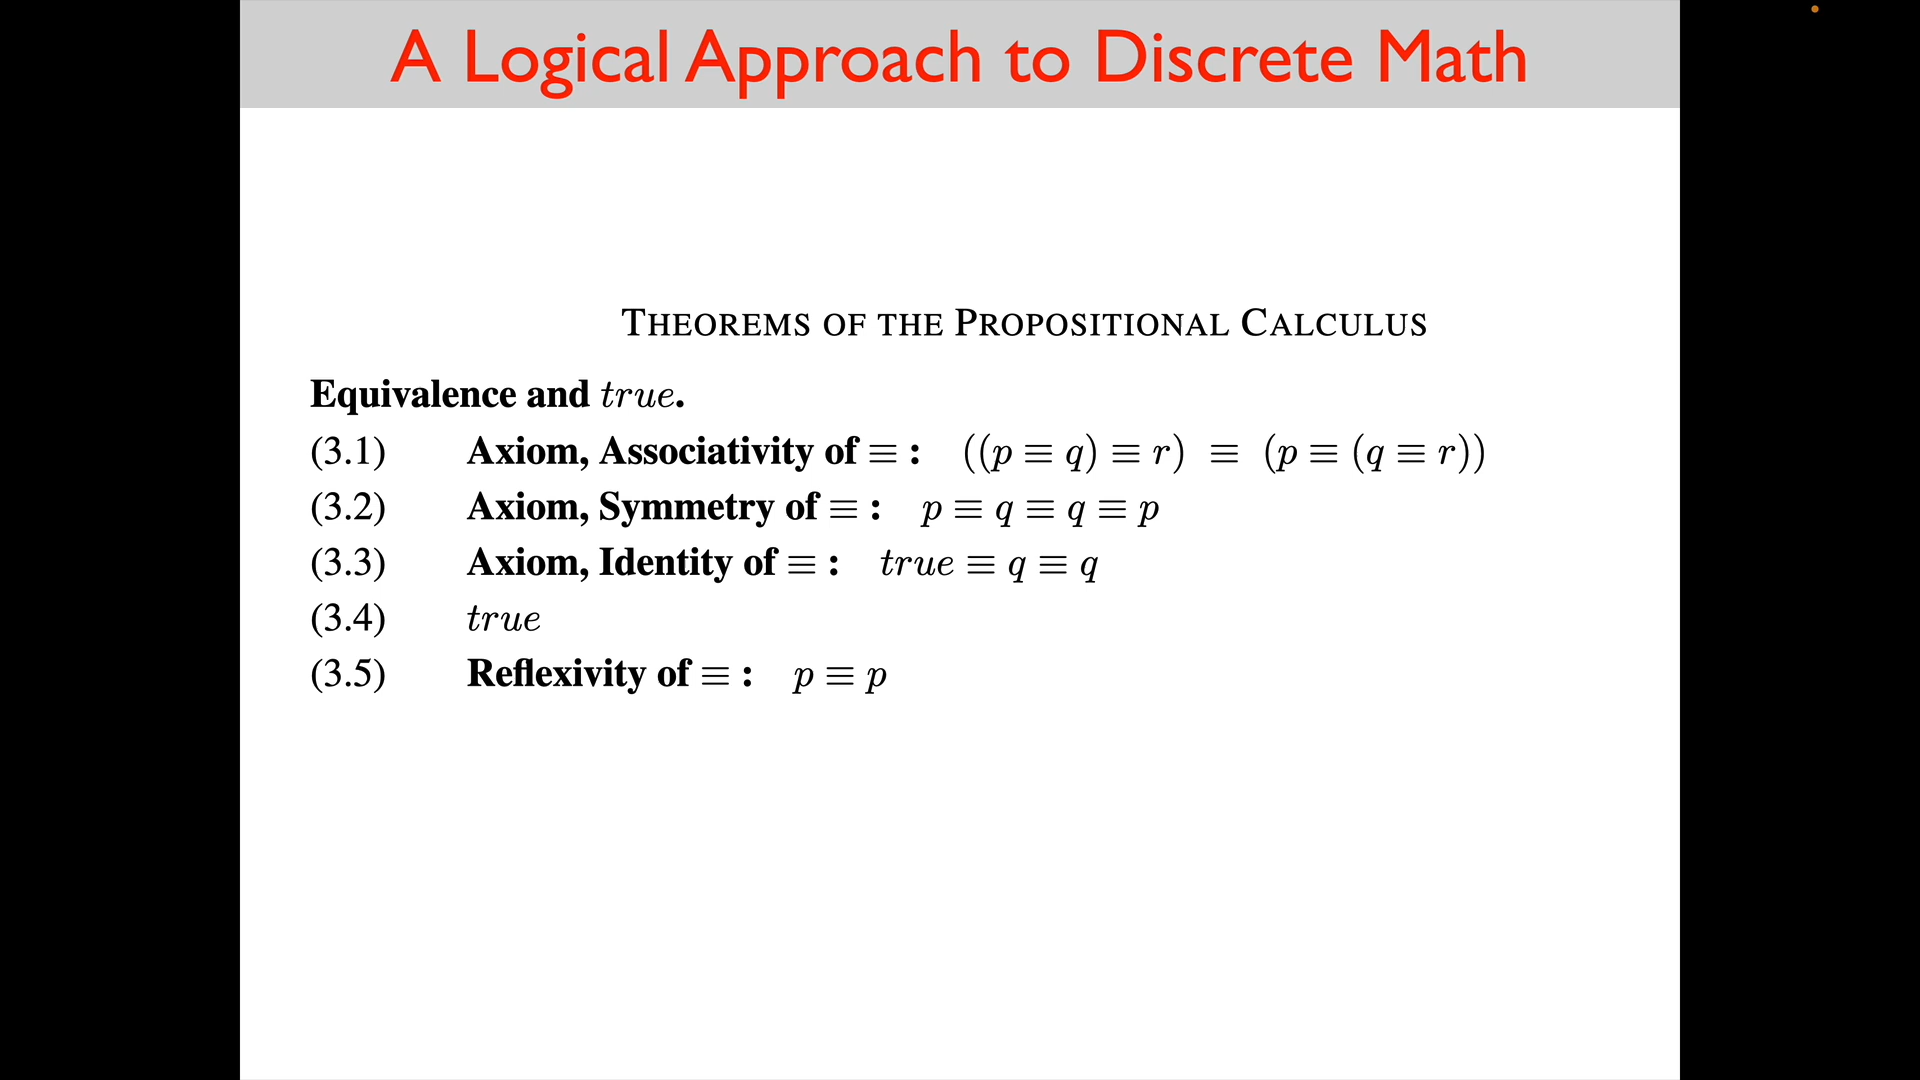 A Logical Approach to Discrete Math
THEOREMS OF THE PROPOSITIONAL CALCULUS
Equivalence and true.
(3.1) Axiom, Associativity of ≡ : ((p ≡ q) ≡ r) ≡ (p ≡ (q ≡ r))
(3.2) Axiom, Symmetry of ≡ : p ≡ q ≡ q ≡ p
(3.3) Axiom, Identity of ≡ : true ≡ q ≡ q
(3.4) true
(3.5) Reflexivity of ≡ : p ≡ p